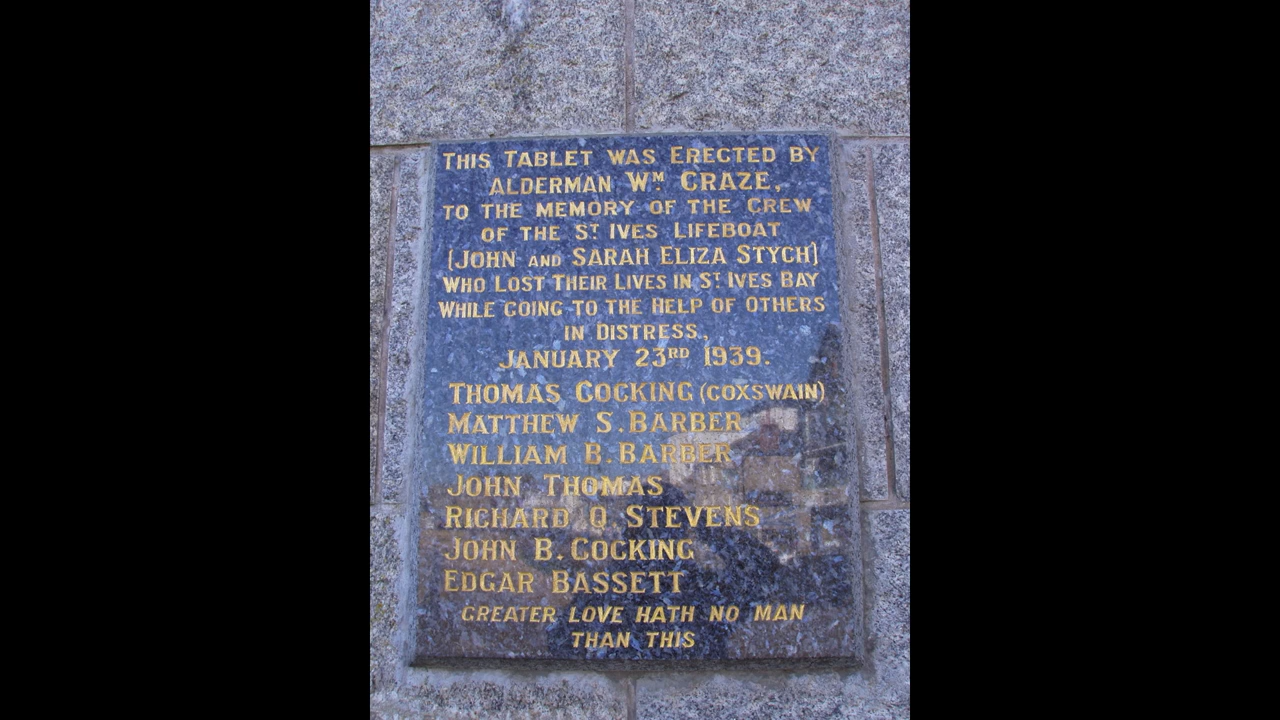 THIS TABLET WAS ERECTED BY
ALDERMAN WM. CRAZE,
TO THE MEMORY OF THE CREW
OF THE ST IVES LIFEBOAT
(JOHN AND SARAH ELIZA STYCH)
WHO LOST THEIR LIVES IN ST IVES BAY
WHILE GOING TO THE HELP OF OTHERS
IN DISTRESS,
JANUARY 23RD 1939.
THOMAS COCKING (COXSWAIN)
MATTHEW S. BARBER
WILLIAM B. BARBER
JOHN THOMAS
RICHARD Q. STEVENS
JOHN B. COCKING
EDGAR BASSETT
GREATER LOVE HATH NO MAN
THAN THIS